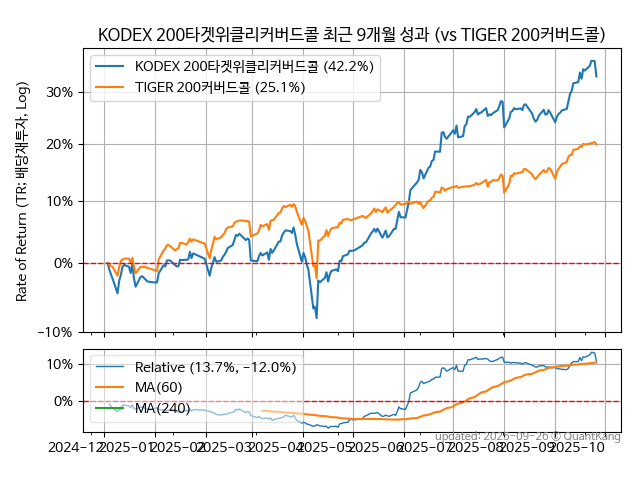 KODEX 200타겟위클리커버드콜 최근 9개월 성과 (vs TIGER 200커버드콜)
KODEX 200타겟위클리커버드콜 (42.2%)
TIGER 200커버드콜 (25.1%)
Rate of Return (TR: 배당재투자, Log)
30%
20%
10%
0%
−10%
Relative (13.7%, −12.0%)
MA(60)
MA(240)
10%
0%
updated: 2025-09-26 © QuantKang
2024-12 2025-01 2025-02 2025-03 2025-04 2025-05 2025-06 2025-07 2025-08 2025-09 2025-10